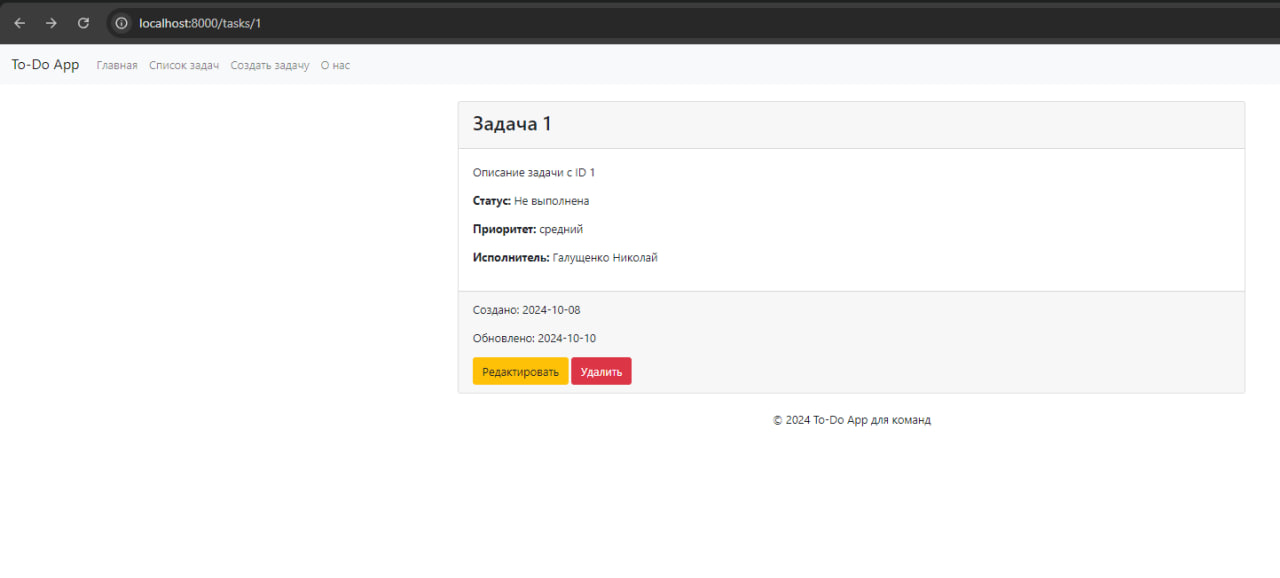 localhost:8000/tasks/1
To-Do App Главная Список задач Создать задачу О нас
Задача 1
Описание задачи с ID 1
Статус: Не выполнена
Приоритет: средний
Исполнитель: Галущенко Николай
Создано: 2024-10-08
Обновлено: 2024-10-10
Редактировать Удалить
© 2024 To-Do App для команд